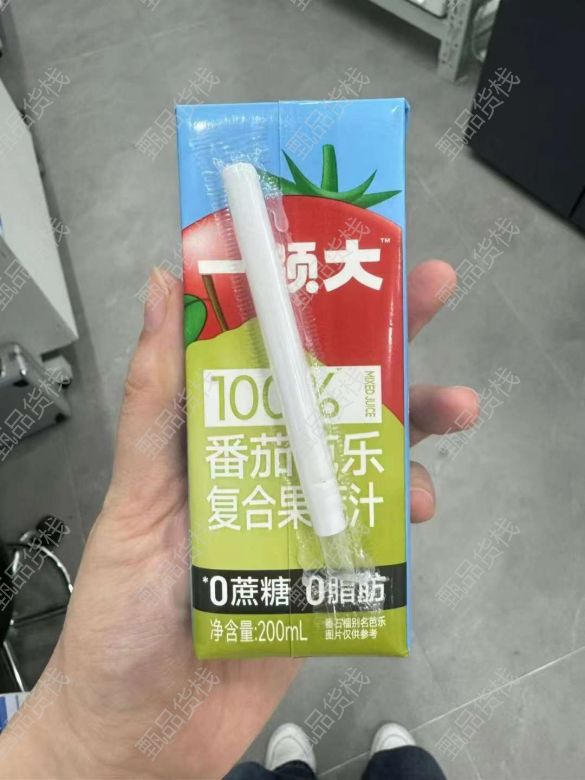 一颗大™
100%
MIXED JUICE
番茄芭乐
复合果蔬汁
*0蔗糖 0脂肪
净含量:200mL
番石榴别名芭乐
图片仅供参考
甄品货栈